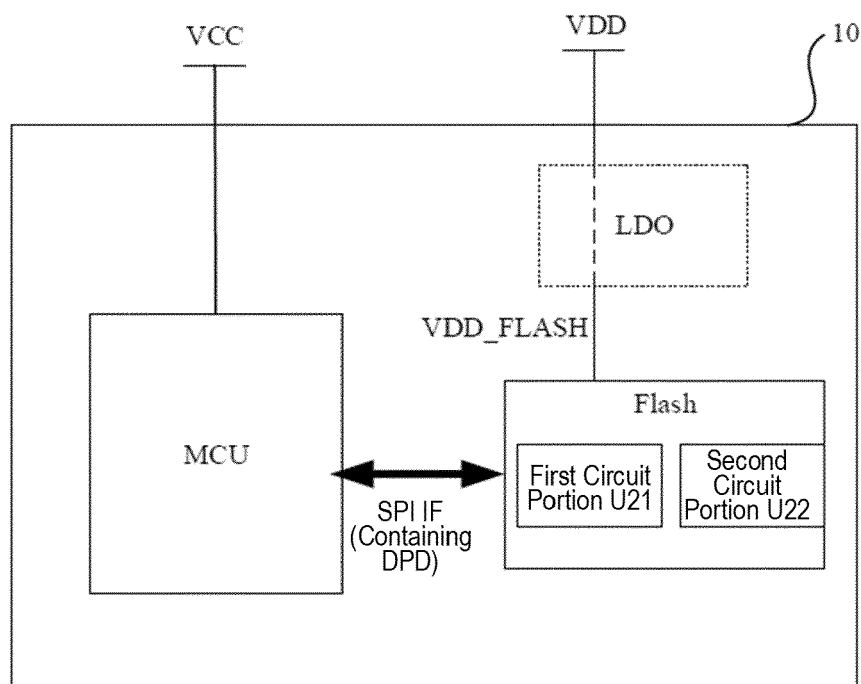 VCC
VDD
10
LDO
VDD_FLASH
Flash
MCU
First Circuit
Portion U21
Second
Circuit
Portion U22
SPI IF
(Containing
DPD)